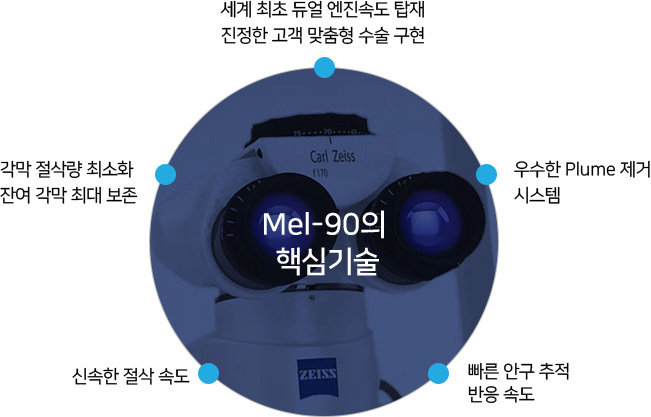 세계 최초 듀얼 엔진속도 탑재
진정한 고객 맞춤형 수술 구현
각막 절삭량 최소화
잔여 각막 최대 보존
우수한 Plume 제거
시스템
Carl Zeiss
f170
Mel-90의
핵심기술
신속한 절삭 속도
ZEISS
빠른 안구 추적
반응 속도